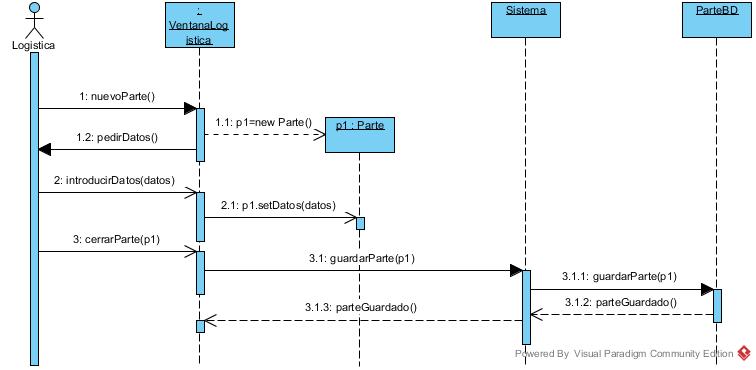 :
VentanaLog
istica
Sistema
ParteBD
Logistica
1: nuevoParte()
1.1: p1=new Parte()
p1 : Parte
1.2: pedirDatos()
2: introducirDatos(datos)
2.1: p1.setDatos(datos)
3: cerrarParte(p1)
3.1: guardarParte(p1)
3.1.1: guardarParte(p1)
3.1.2: parteGuardado()
3.1.3: parteGuardado()
Powered By Visual Paradigm Community Edition